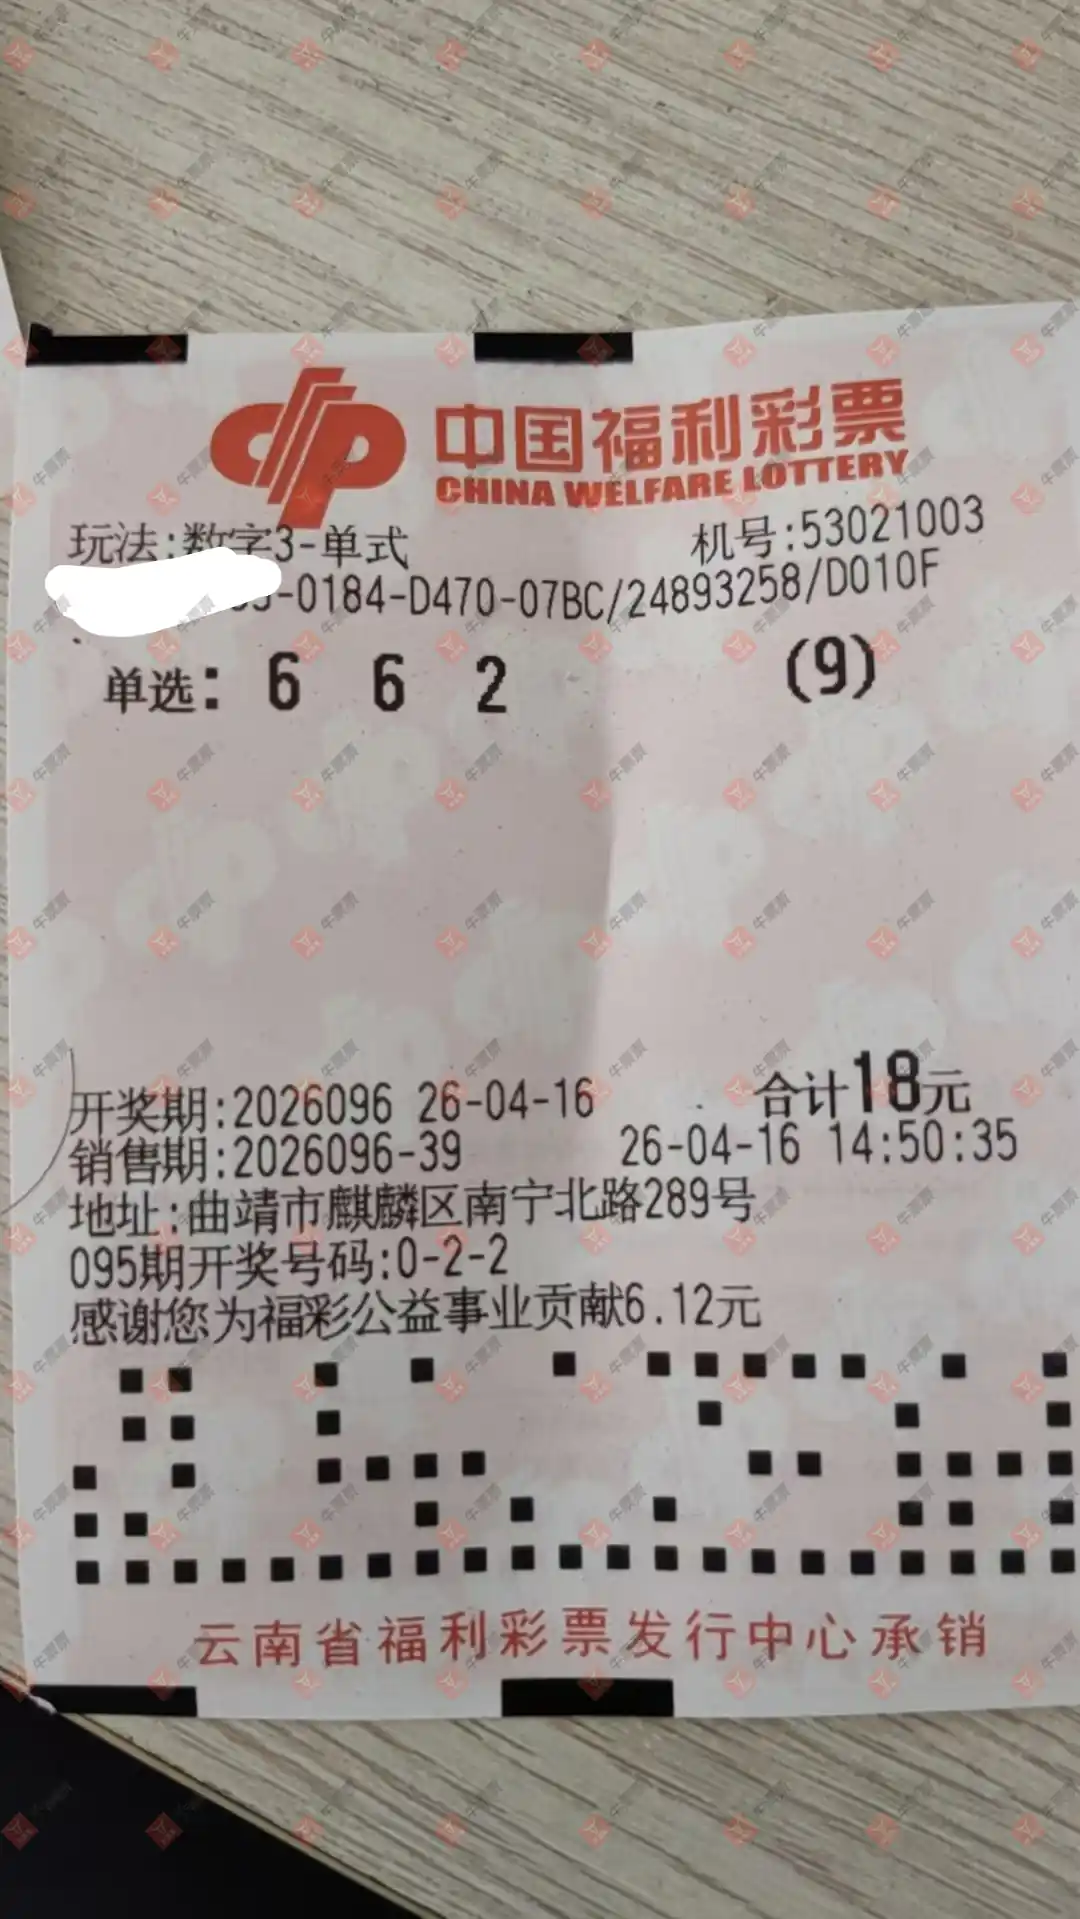 中国福利彩票
CHINA WELFARE LOTTERY
玩法:数字3-单式 机号:53021003
-0184-D470-07BC/24893258/D010F
单选: 6 6 2 (9)
开奖期:2026096 26-04-16 合计18元
销售期:2026096-39 26-04-16 14:50:35
地址:曲靖市麒麟区南宁北路289号
095期开奖号码:0-2-2
感谢您为福彩公益事业贡献6.12元
云南省福利彩票发行中心承销
牛票票